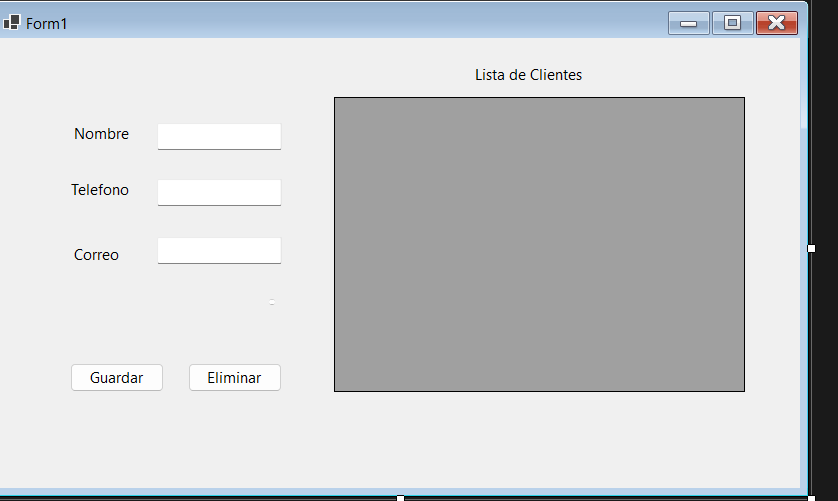 Form1
Lista de Clientes
Nombre
Telefono
Correo
Guardar
Eliminar